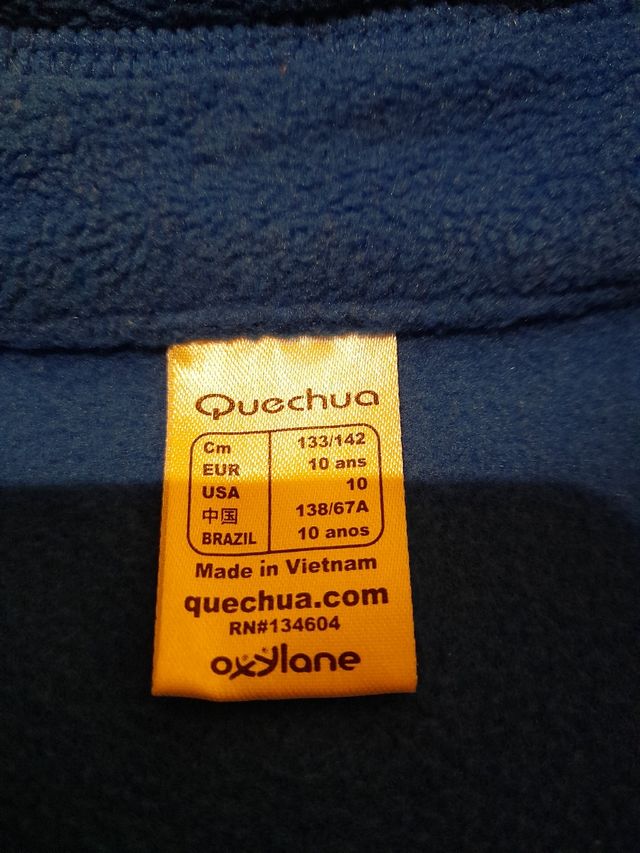 Quechua
Cm 133/142
EUR 10 ans
USA 10
中国 138/67A
BRAZIL 10 anos
Made in Vietnam
quechua.com
RN#134604
oxylane